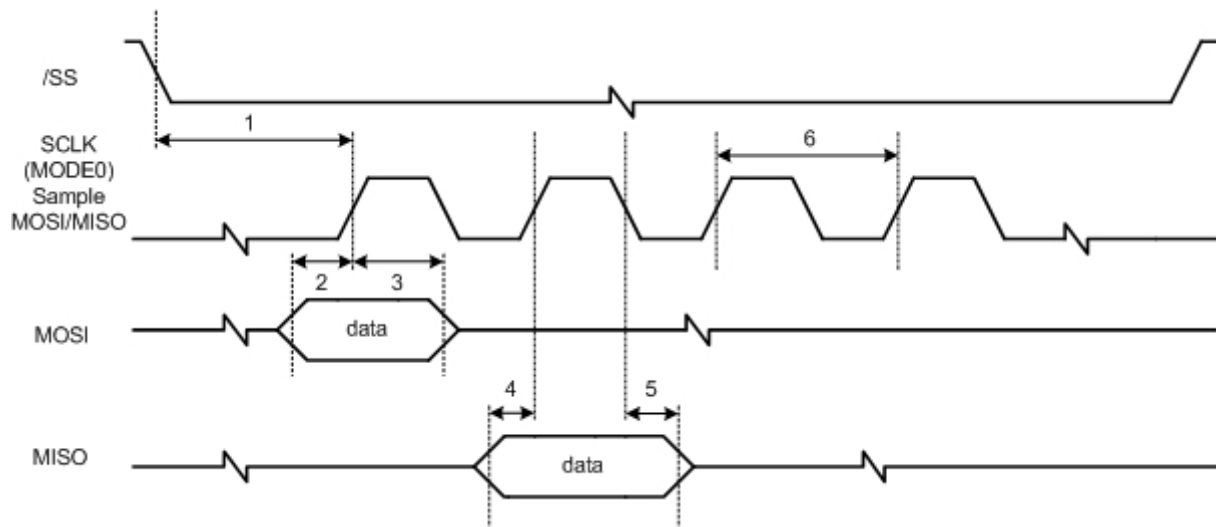 /SS
1
SCLK
(MODE0)
Sample
MOSI/MISO
6
2 3
MOSI
data
4 5
MISO
data